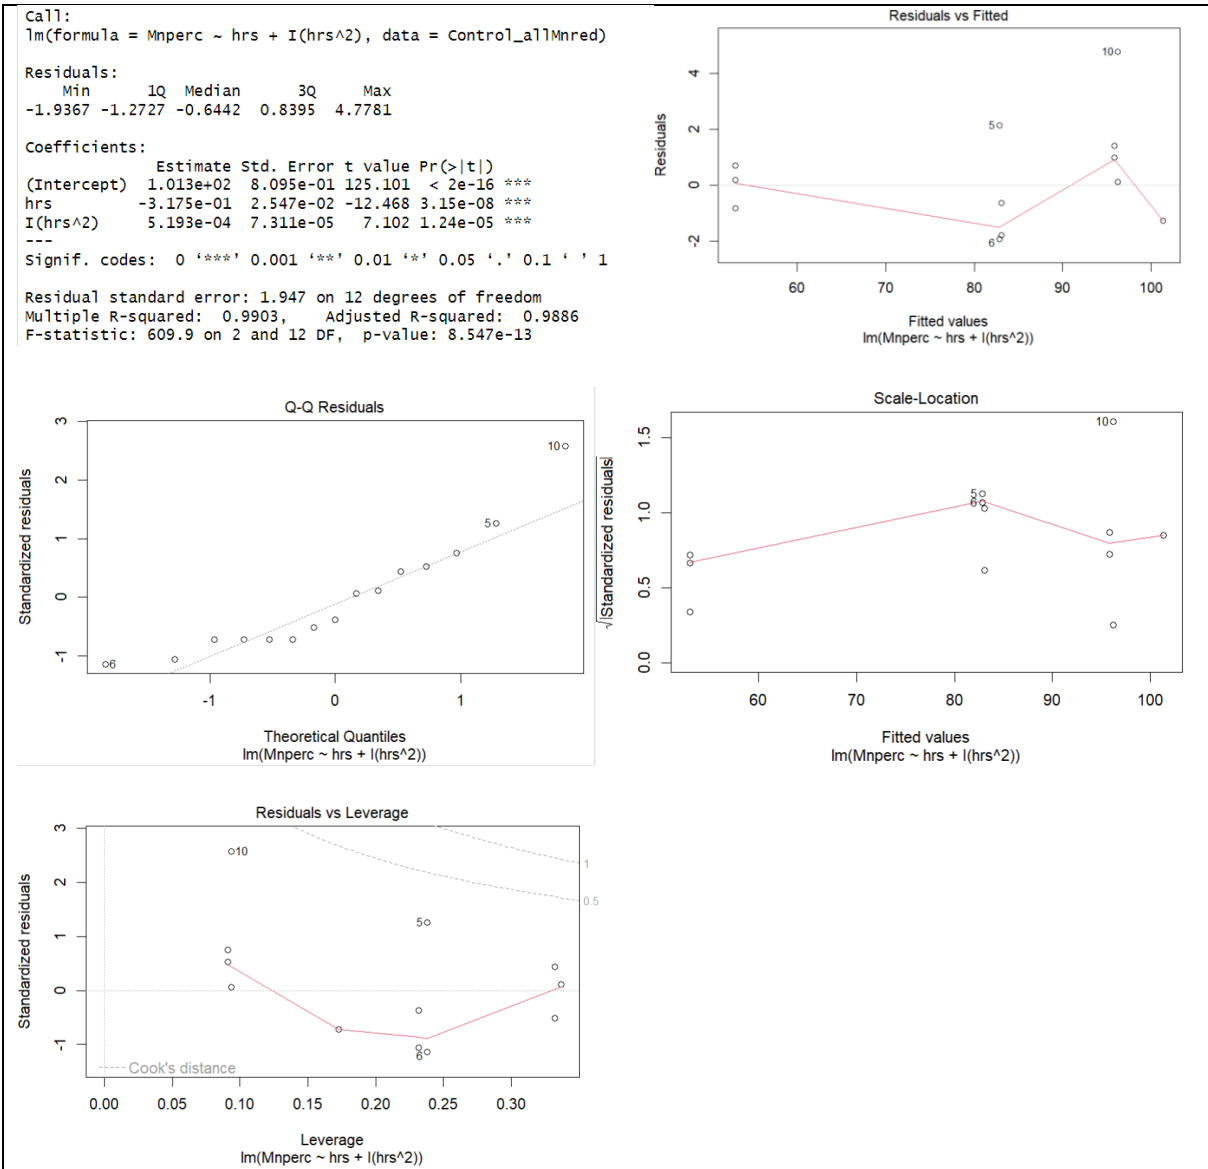 Call:
lm(formula = Mnperc ~ hrs + I(hrs^2), data = Control_allMnred)
Residuals:
Min 1Q Median 3Q Max
-1.9367 -1.2727 -0.6442 0.8395 4.7781
Coefficients:
Estimate Std. Error t value Pr(>|t|)
(Intercept) 1.013e+02 8.095e-01 125.101 < 2e-16 ***
hrs -3.175e-01 2.547e-02 -12.468 3.15e-08 ***
I(hrs^2) 5.193e-04 7.311e-05 7.102 1.24e-05 ***
---
Signif. codes: 0 ‘***’ 0.001 ‘**’ 0.01 ‘*’ 0.05 ‘.’ 0.1 ‘ ’ 1
Residual standard error: 1.947 on 12 degrees of freedom
Multiple R-squared: 0.9903, Adjusted R-squared: 0.9886
F-statistic: 609.9 on 2 and 12 DF, p-value: 8.547e-13
Residuals vs Fitted
Residuals
4
2
0
-2
10
5
6
60 70 80 90 100
Fitted values
lm(Mnperc ~ hrs + I(hrs^2))
Q-Q Residuals
Standardized residuals
3
2
1
0
-1
10
5
6
-1 0 1
Theoretical Quantiles
lm(Mnperc ~ hrs + I(hrs^2))
Scale-Location
√|Standardized residuals|
1.5
1.0
0.5
0.0
10
5
6
60 70 80 90 100
Fitted values
lm(Mnperc ~ hrs + I(hrs^2))
Residuals vs Leverage
Standardized residuals
3
2
1
0
-1
10
5
6
1
0.5
Cook's distance
0.00 0.05 0.10 0.15 0.20 0.25 0.30
Leverage
lm(Mnperc ~ hrs + I(hrs^2))